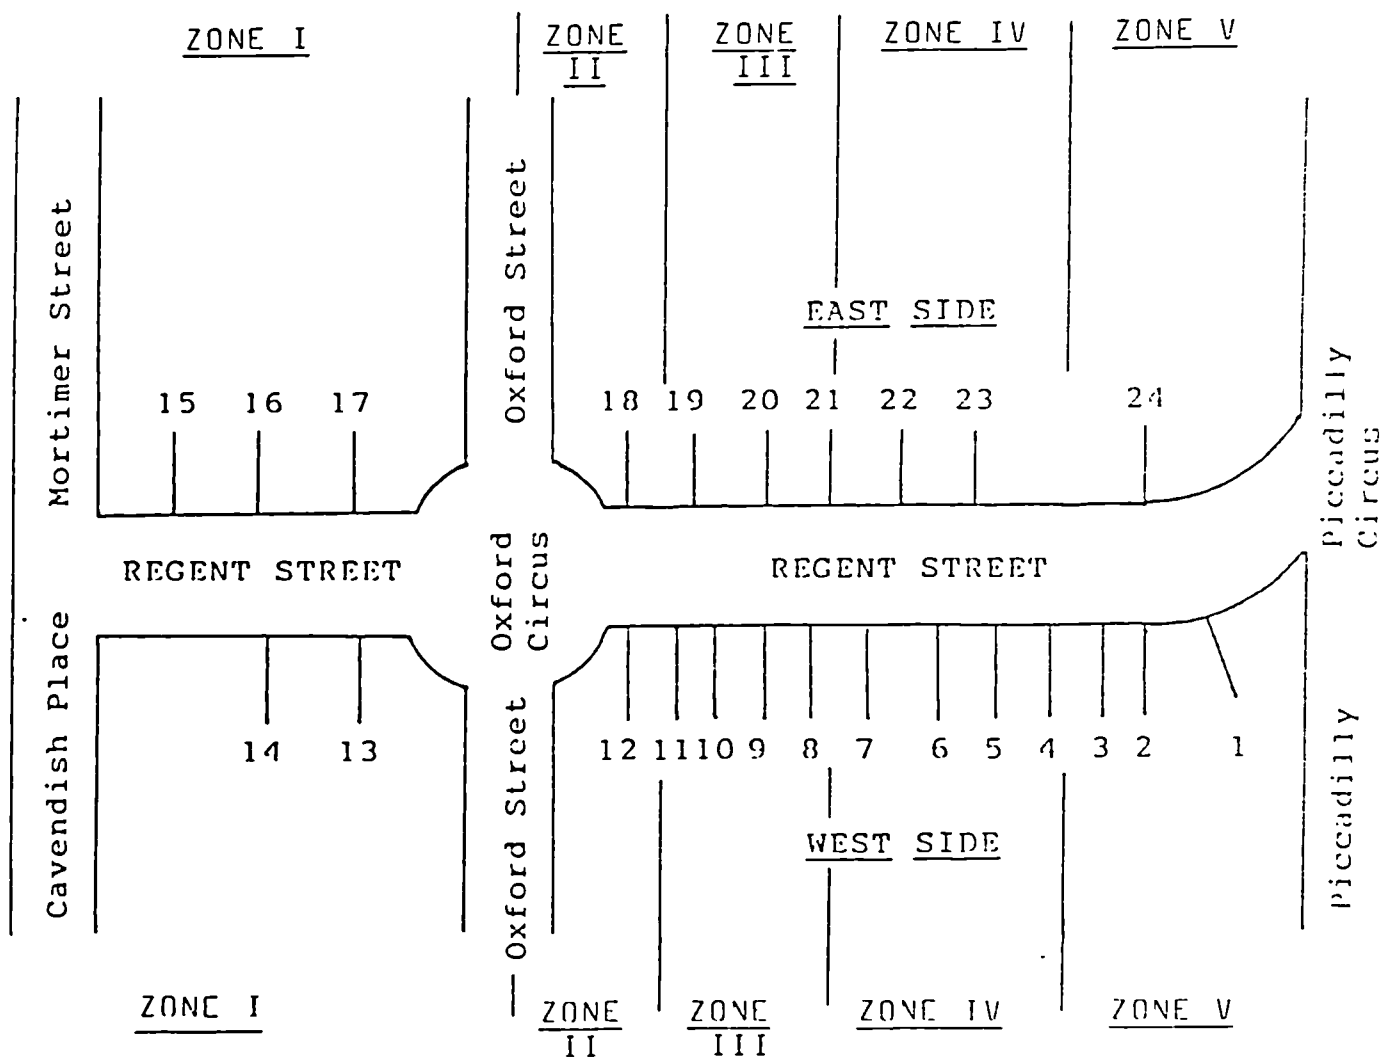 ZONE I
ZONE II
ZONE III
ZONE IV
ZONE V
Mortimer Street
Oxford Street
EAST SIDE
15 16 17 18 19 20 21 22 23 24
Piccadilly Circus
REGENT STREET
Oxford Circus
REGENT STREET
Cavendish Place
14 13 12 11 10 9 8 7 6 5 4 3 2 1
Oxford Street
WEST SIDE
Piccadilly
ZONE I
ZONE II
ZONE III
ZONE IV
ZONE V